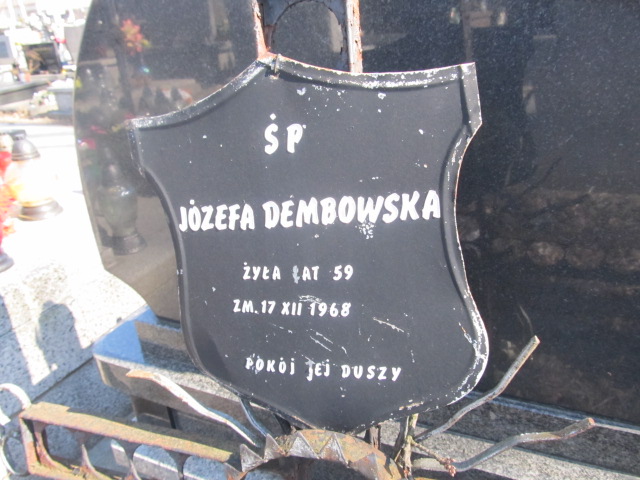 ŚP
JÓZEFA DEMBOWSKA
ŻYŁA LAT 59
ZM. 17 XII 1968
POKÓJ JEJ DUSZY